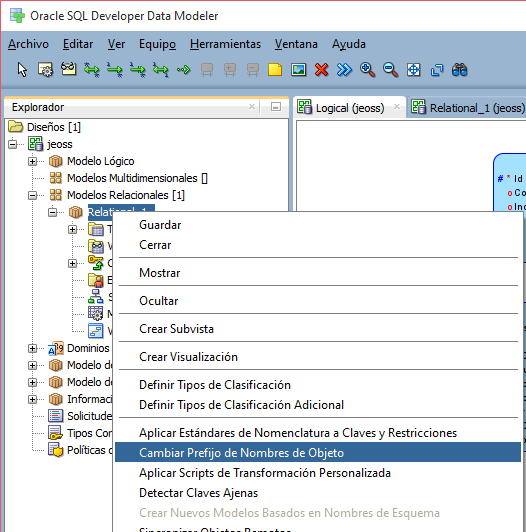 Oracle SQL Developer Data Modeler
Archivo Editar Ver Equipo Herramientas Ventana Ayuda
Explorador
Logical (jeoss)
Relational_1 (jeoss)
Diseños [1]
jeoss
Modelo Lógico
Modelos Multidimensionales []
Modelos Relacionales [1]
Relational_1
Dominios
Modelo de
Modelo de
Informaci
Solicitude
Tipos Con
Políticas
# * Id
o Co
Guardar
Cerrar
Mostrar
Ocultar
Crear Subvista
Crear Visualización
Definir Tipos de Clasificación
Definir Tipos de Clasificación Adicional
Aplicar Estándares de Nomenclatura a Claves y Restricciones
Cambiar Prefijo de Nombres de Objeto
Aplicar Scripts de Transformación Personalizada
Detectar Claves Ajenas
Crear Nuevos Modelos Basados en Nombres de Esquema
Sincronizar Objetos Remotos